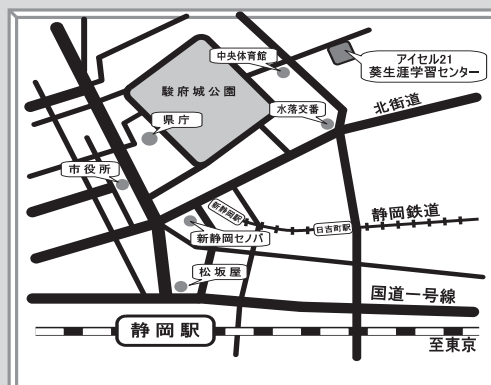 中央体育館
アイセル21
葵生涯学習センター
駿府城公園
水落交番
北街道
県庁
市役所
新静岡駅
静岡鉄道
日吉町駅
新静岡セノバ
松坂屋
国道一号線
静岡駅
至東京